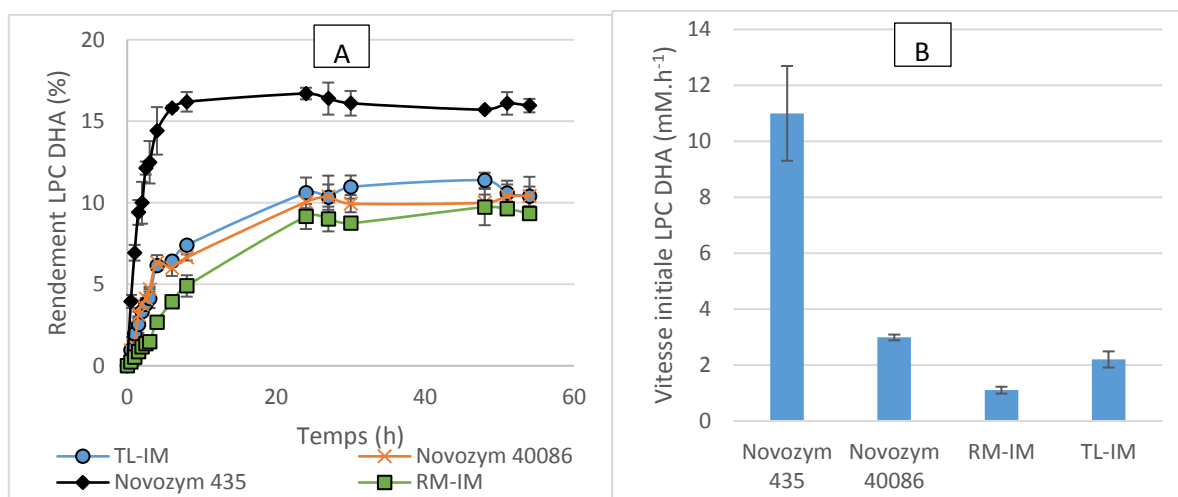 A
Rendement LPC DHA (%)
20
15
10
5
0
0 20 40 60
Temps (h)
TL-IM
Novozym 40086
Novozym 435
RM-IM
B
Vitesse initiale LPC DHA (mM.h⁻¹)
14
12
10
8
6
4
2
0
Novozym
435
Novozym
40086
RM-IM
TL-IM